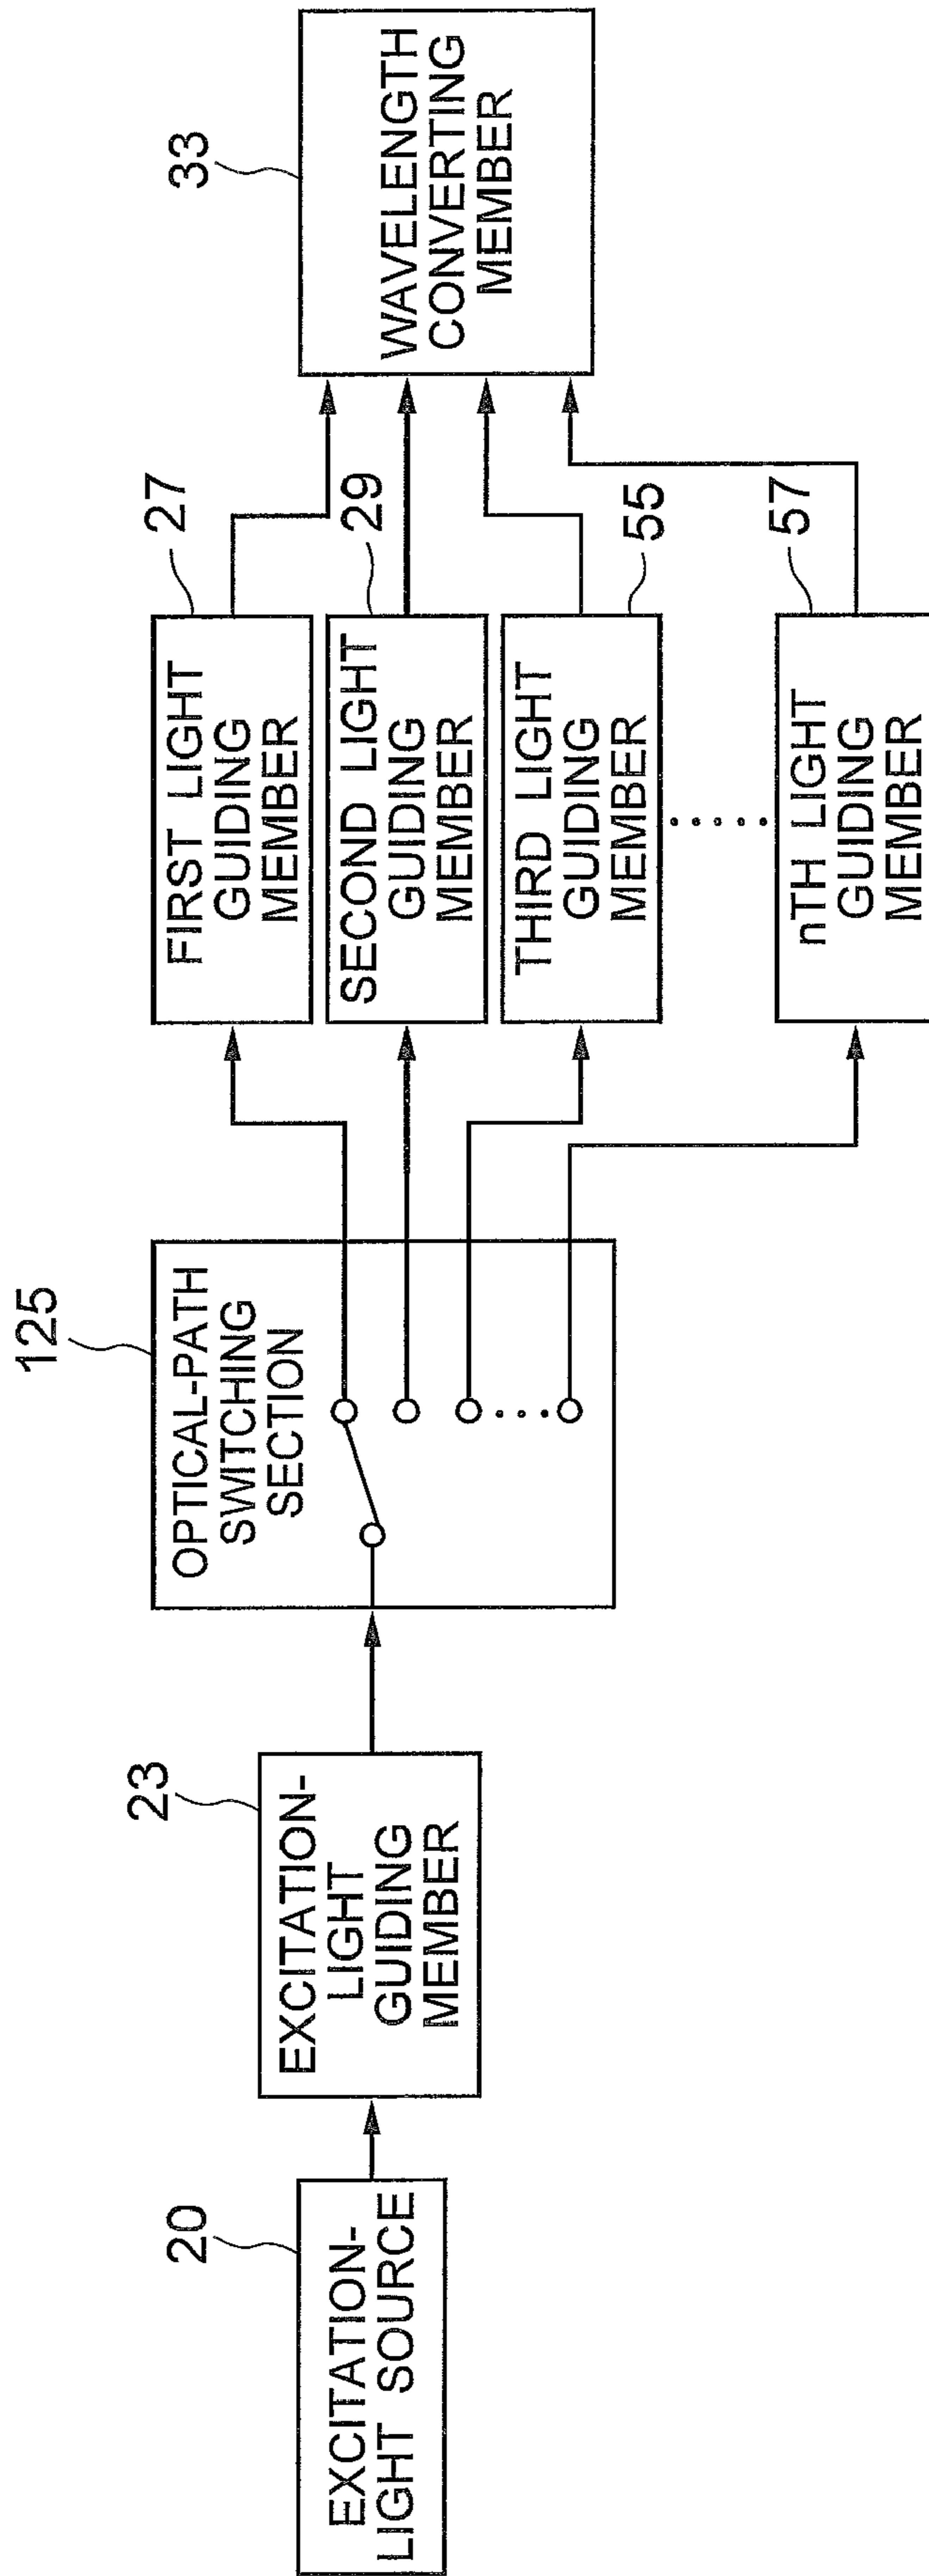 20
EXCITATION-
LIGHT SOURCE
23
EXCITATION-
LIGHT
GUIDING
MEMBER
125
OPTICAL-PATH
SWITCHING
SECTION
27
FIRST LIGHT
GUIDING
MEMBER
29
SECOND LIGHT
GUIDING
MEMBER
55
THIRD LIGHT
GUIDING
MEMBER
57
nTH LIGHT
GUIDING
MEMBER
33
WAVELENGTH
CONVERTING
MEMBER